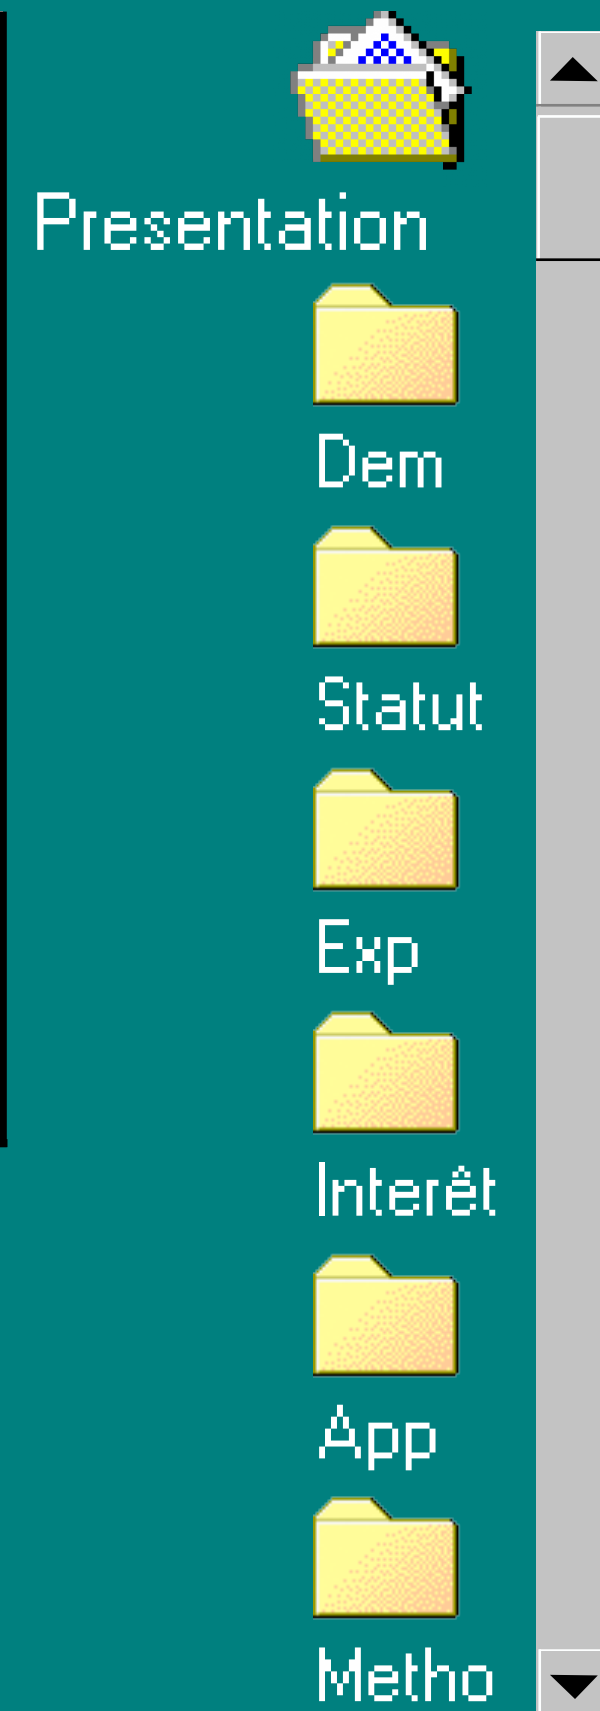 Presentation
Dem
Statut
Exp
Interêt
App
Metho